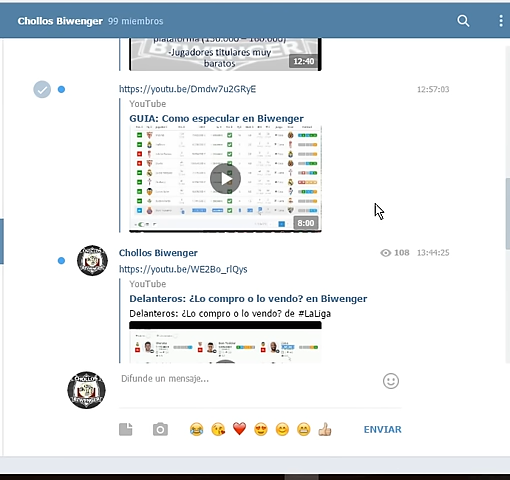 Chollos Biwenger 99 miembros
plataforma (150.000 - 160.000)
-Jugadores titulares muy
baratos
12:40
https://youtu.be/Dmdw7u2GRyE 12:57:03
YouTube
GUIA: Como especular en Biwenger
8:00
Chollos Biwenger 108 13:44:25
https://youtu.be/WE2Bo_rlQys
YouTube
Delanteros: ¿Lo compro o lo vendo? en Biwenger
Delanteros: ¿Lo compro o lo vendo? de #LaLiga
CHOLLOS
BIWENGER
Difunde un mensaje...
ENVIAR